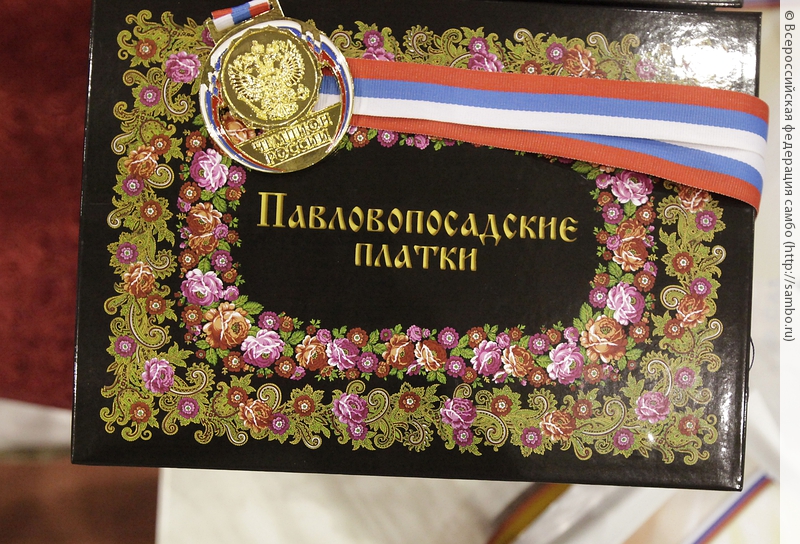 ЧЕМПИОН
РОССИИ
Павловопосадские
платки
© Всероссийская федерация самбо (http://sambo.ru)